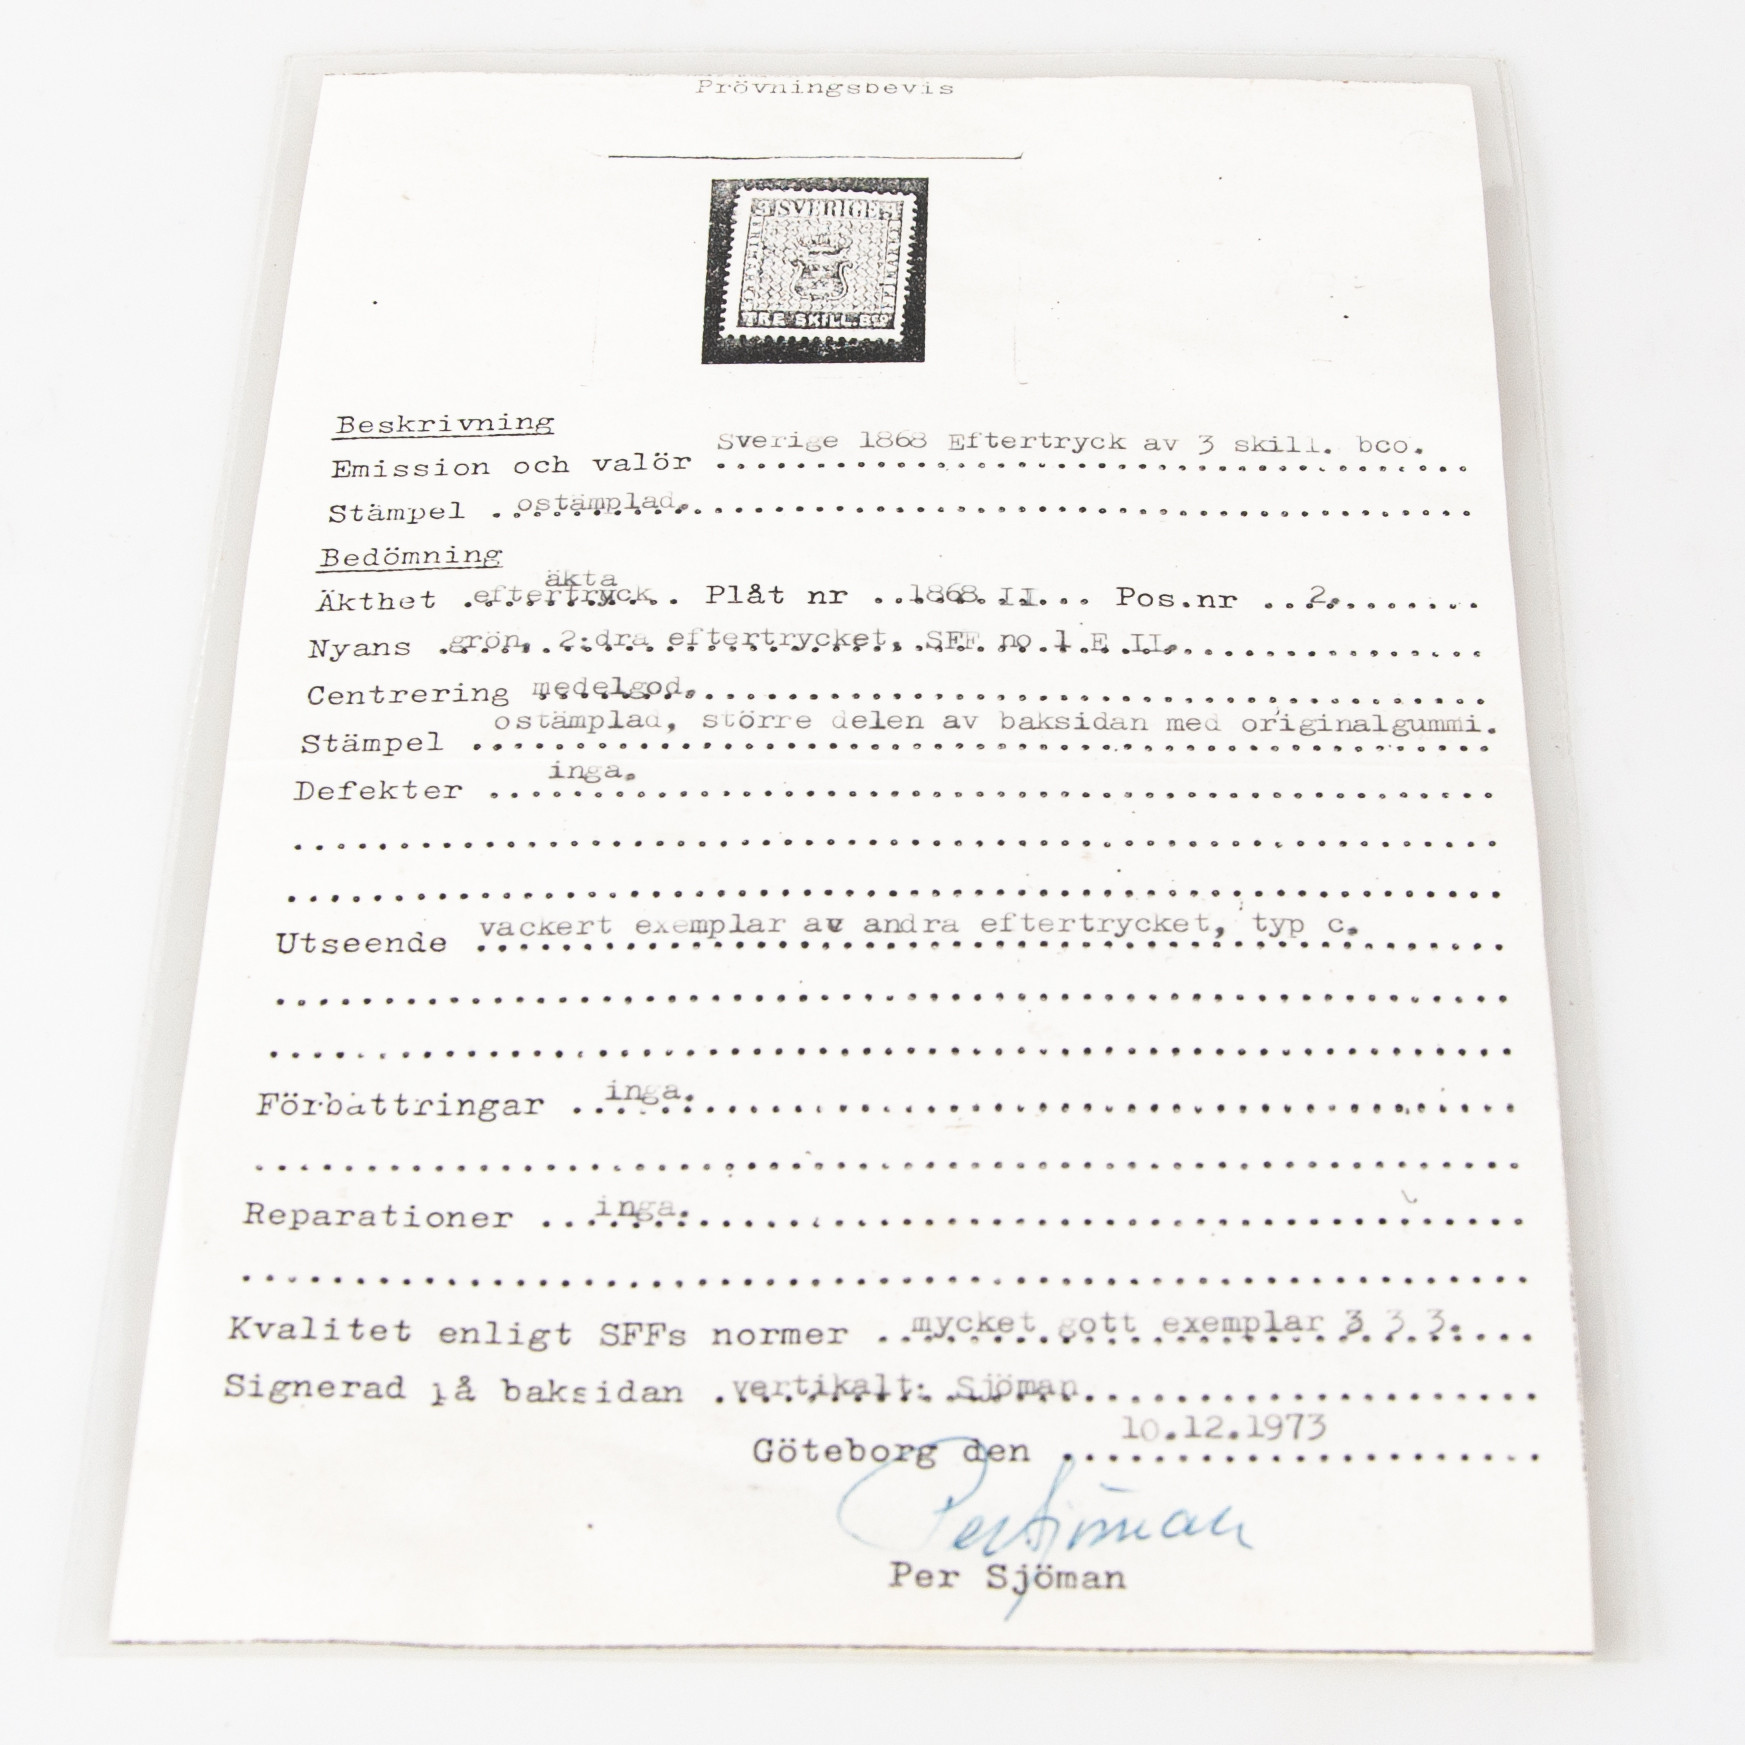 Prövningsbevis
3 SVERIGE 3
TRE SKILL. Bco
Beskrivning
Emission och valör Sverige 1868 Eftertryck av 3 skill. bco.
Stämpel ostämplad.
Bedömning
äkta
Äkthet eftertryck. Plåt nr 1868 II Pos.nr 2.
Nyans grön, 2:dra eftertrycket, SFF no 1 E II.
Centrering medelgod.
Stämpel ostämplad, större delen av baksidan med originalgummi.
Defekter inga.
Utseende vackert exemplar av andra eftertrycket, typ c.
Förbättringar inga.
Reparationer inga.
Kvalitet enligt SFFs normer mycket gott exemplar 3 3 3.
Signerad på baksidan vertikalt: Sjöman
Göteborg den 10.12.1973
Per Sjöman
Per Sjöman